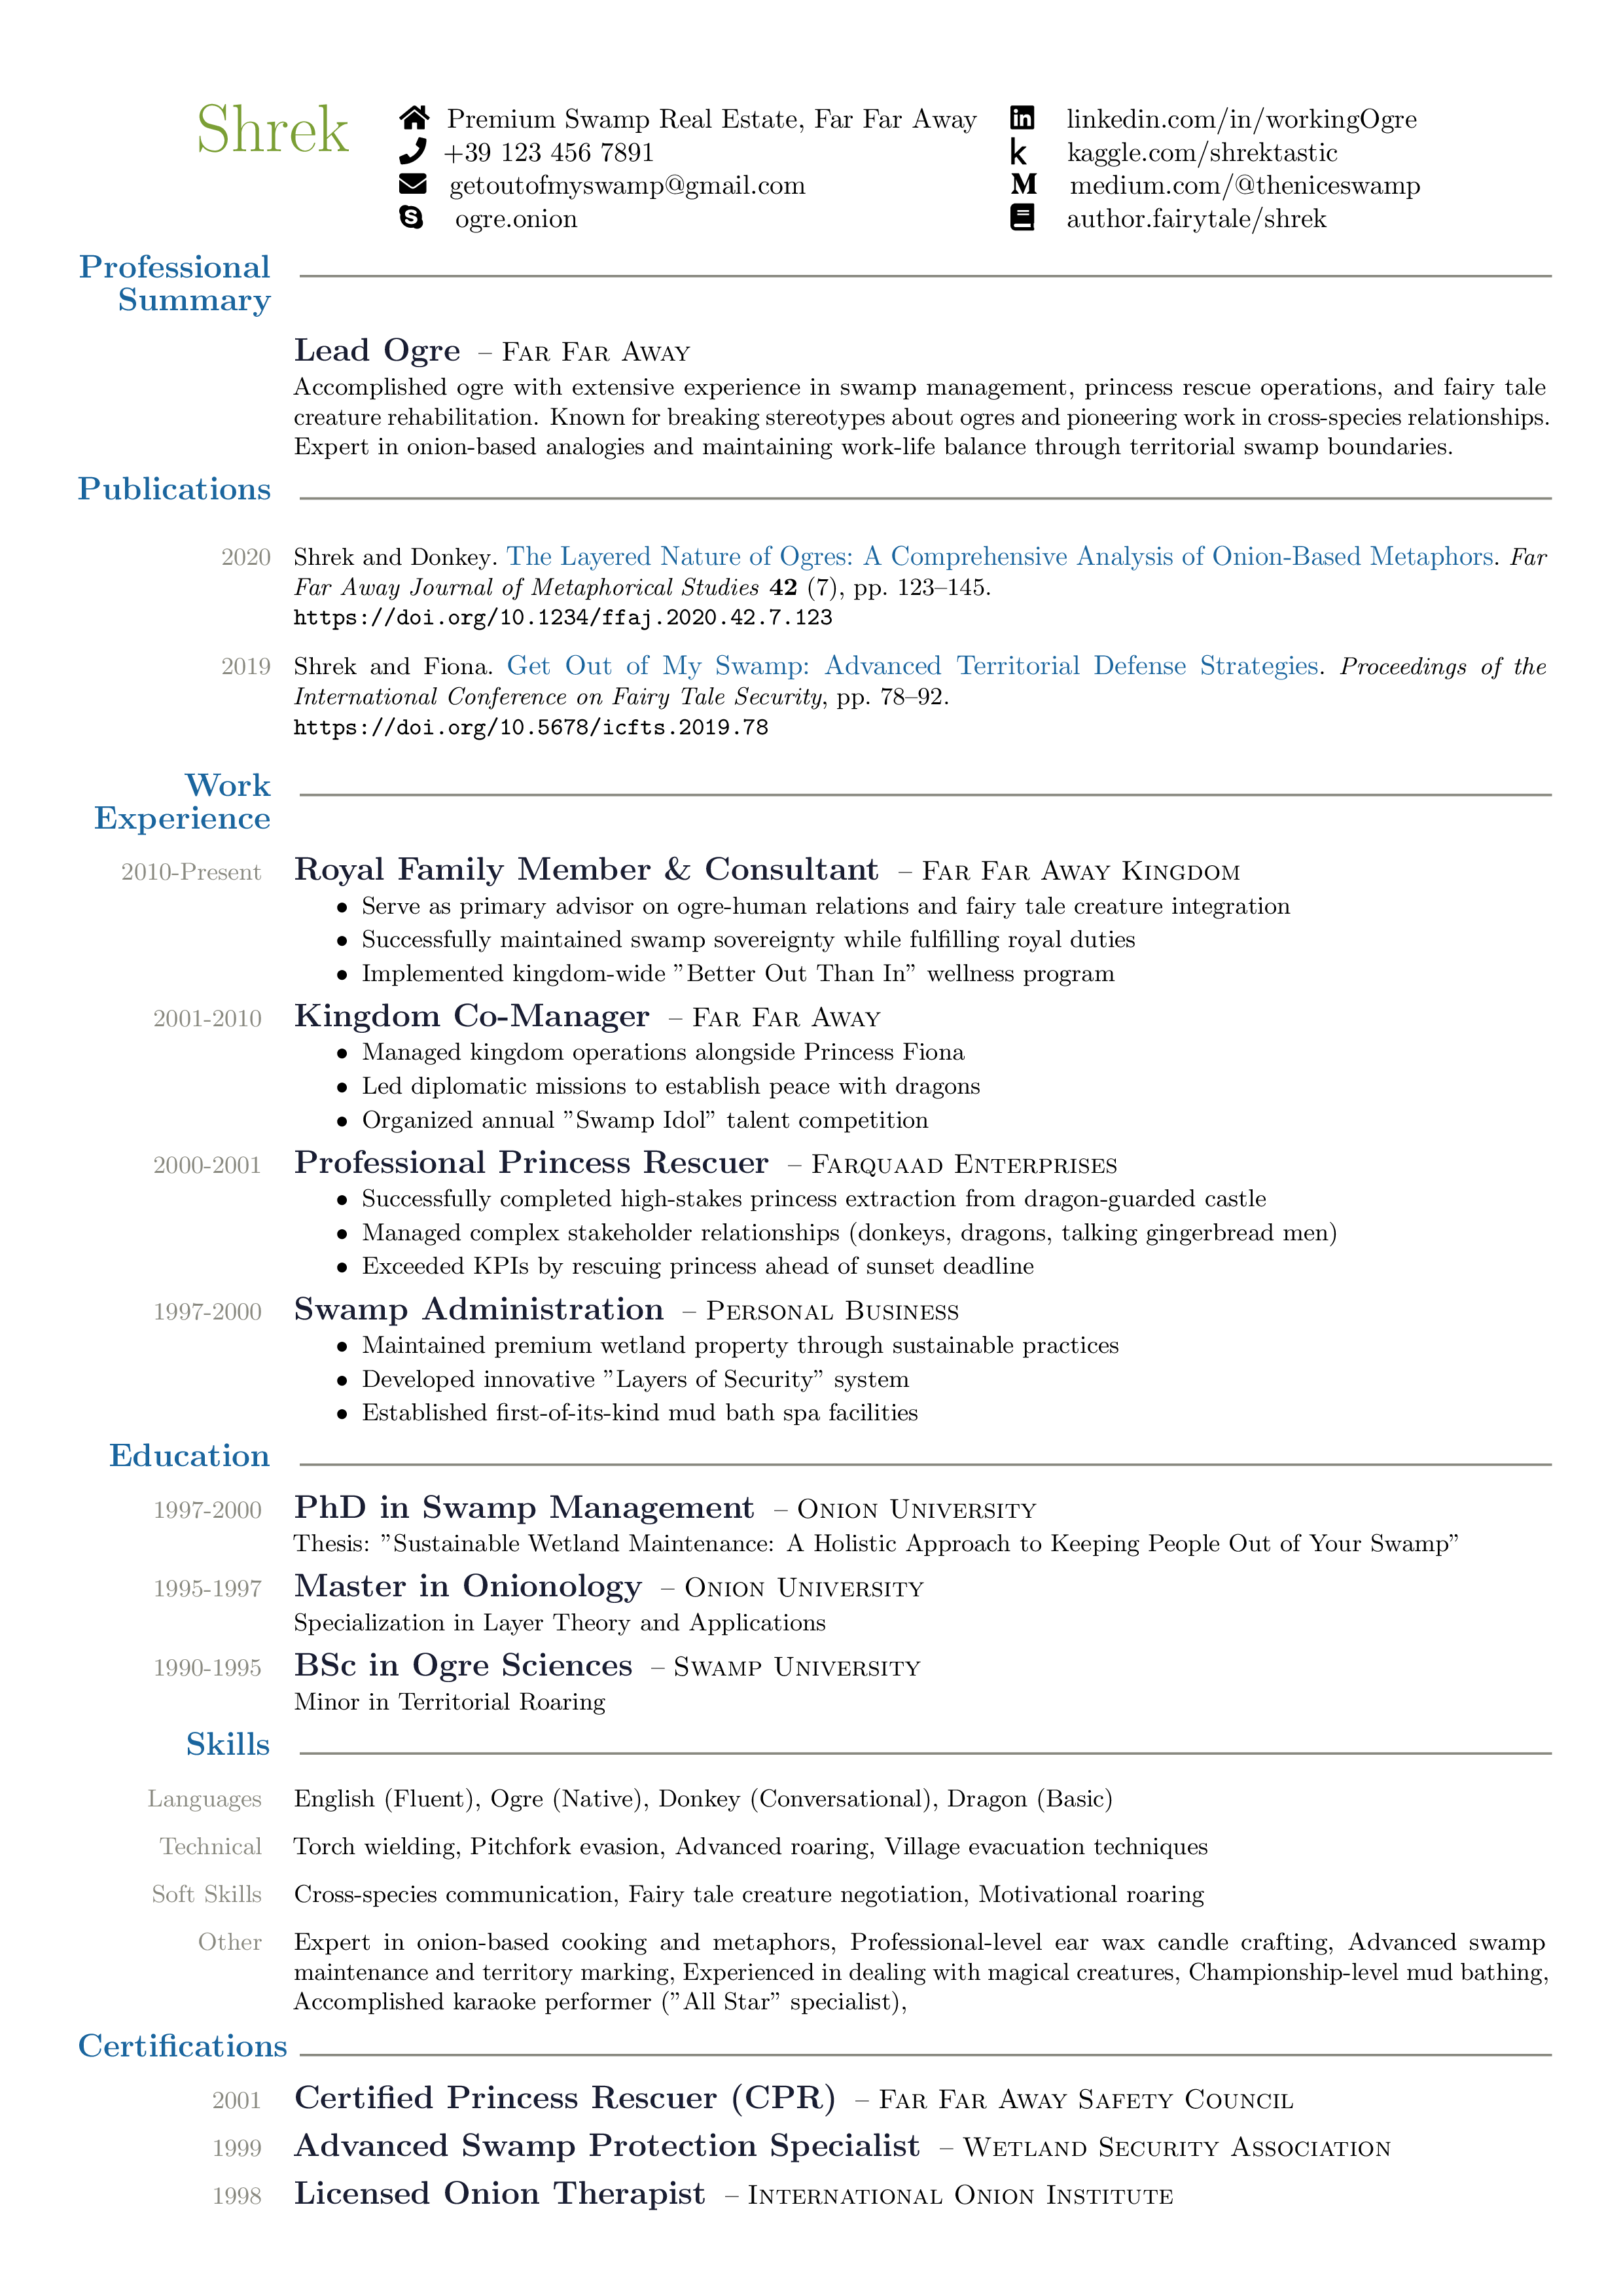 Shrek
Premium Swamp Real Estate, Far Far Away
+39 123 456 7891
getoutofmyswamp@gmail.com
ogre.onion
linkedin.com/in/workingOgre
kaggle.com/shrektastic
medium.com/@theniceswamp
author.fairytale/shrek
Professional
Summary
Lead Ogre – Far Far Away
Accomplished ogre with extensive experience in swamp management, princess rescue operations, and fairy tale
creature rehabilitation. Known for breaking stereotypes about ogres and pioneering work in cross-species relationships.
Expert in onion-based analogies and maintaining work-life balance through territorial swamp boundaries.
Publications
2020 Shrek and Donkey. The Layered Nature of Ogres: A Comprehensive Analysis of Onion-Based Metaphors. Far
Far Away Journal of Metaphorical Studies 42 (7), pp. 123–145.
https://doi.org/10.1234/ffaj.2020.42.7.123
2019 Shrek and Fiona. Get Out of My Swamp: Advanced Territorial Defense Strategies. Proceedings of the
International Conference on Fairy Tale Security, pp. 78–92.
https://doi.org/10.5678/icfts.2019.78
Work
Experience
2010-Present Royal Family Member & Consultant – Far Far Away Kingdom
• Serve as primary advisor on ogre-human relations and fairy tale creature integration
• Successfully maintained swamp sovereignty while fulfilling royal duties
• Implemented kingdom-wide ”Better Out Than In” wellness program
2001-2010 Kingdom Co-Manager – Far Far Away
• Managed kingdom operations alongside Princess Fiona
• Led diplomatic missions to establish peace with dragons
• Organized annual ”Swamp Idol” talent competition
2000-2001 Professional Princess Rescuer – Farquaad Enterprises
• Successfully completed high-stakes princess extraction from dragon-guarded castle
• Managed complex stakeholder relationships (donkeys, dragons, talking gingerbread men)
• Exceeded KPIs by rescuing princess ahead of sunset deadline
1997-2000 Swamp Administration – Personal Business
• Maintained premium wetland property through sustainable practices
• Developed innovative ”Layers of Security” system
• Established first-of-its-kind mud bath spa facilities
Education
1997-2000 PhD in Swamp Management – Onion University
Thesis: ”Sustainable Wetland Maintenance: A Holistic Approach to Keeping People Out of Your Swamp”
1995-1997 Master in Onionology – Onion University
Specialization in Layer Theory and Applications
1990-1995 BSc in Ogre Sciences – Swamp University
Minor in Territorial Roaring
Skills
Languages English (Fluent), Ogre (Native), Donkey (Conversational), Dragon (Basic)
Technical Torch wielding, Pitchfork evasion, Advanced roaring, Village evacuation techniques
Soft Skills Cross-species communication, Fairy tale creature negotiation, Motivational roaring
Other Expert in onion-based cooking and metaphors, Professional-level ear wax candle crafting, Advanced swamp
maintenance and territory marking, Experienced in dealing with magical creatures, Championship-level mud bathing,
Accomplished karaoke performer (”All Star” specialist),
Certifications
2001 Certified Princess Rescuer (CPR) – Far Far Away Safety Council
1999 Advanced Swamp Protection Specialist – Wetland Security Association
1998 Licensed Onion Therapist – International Onion Institute